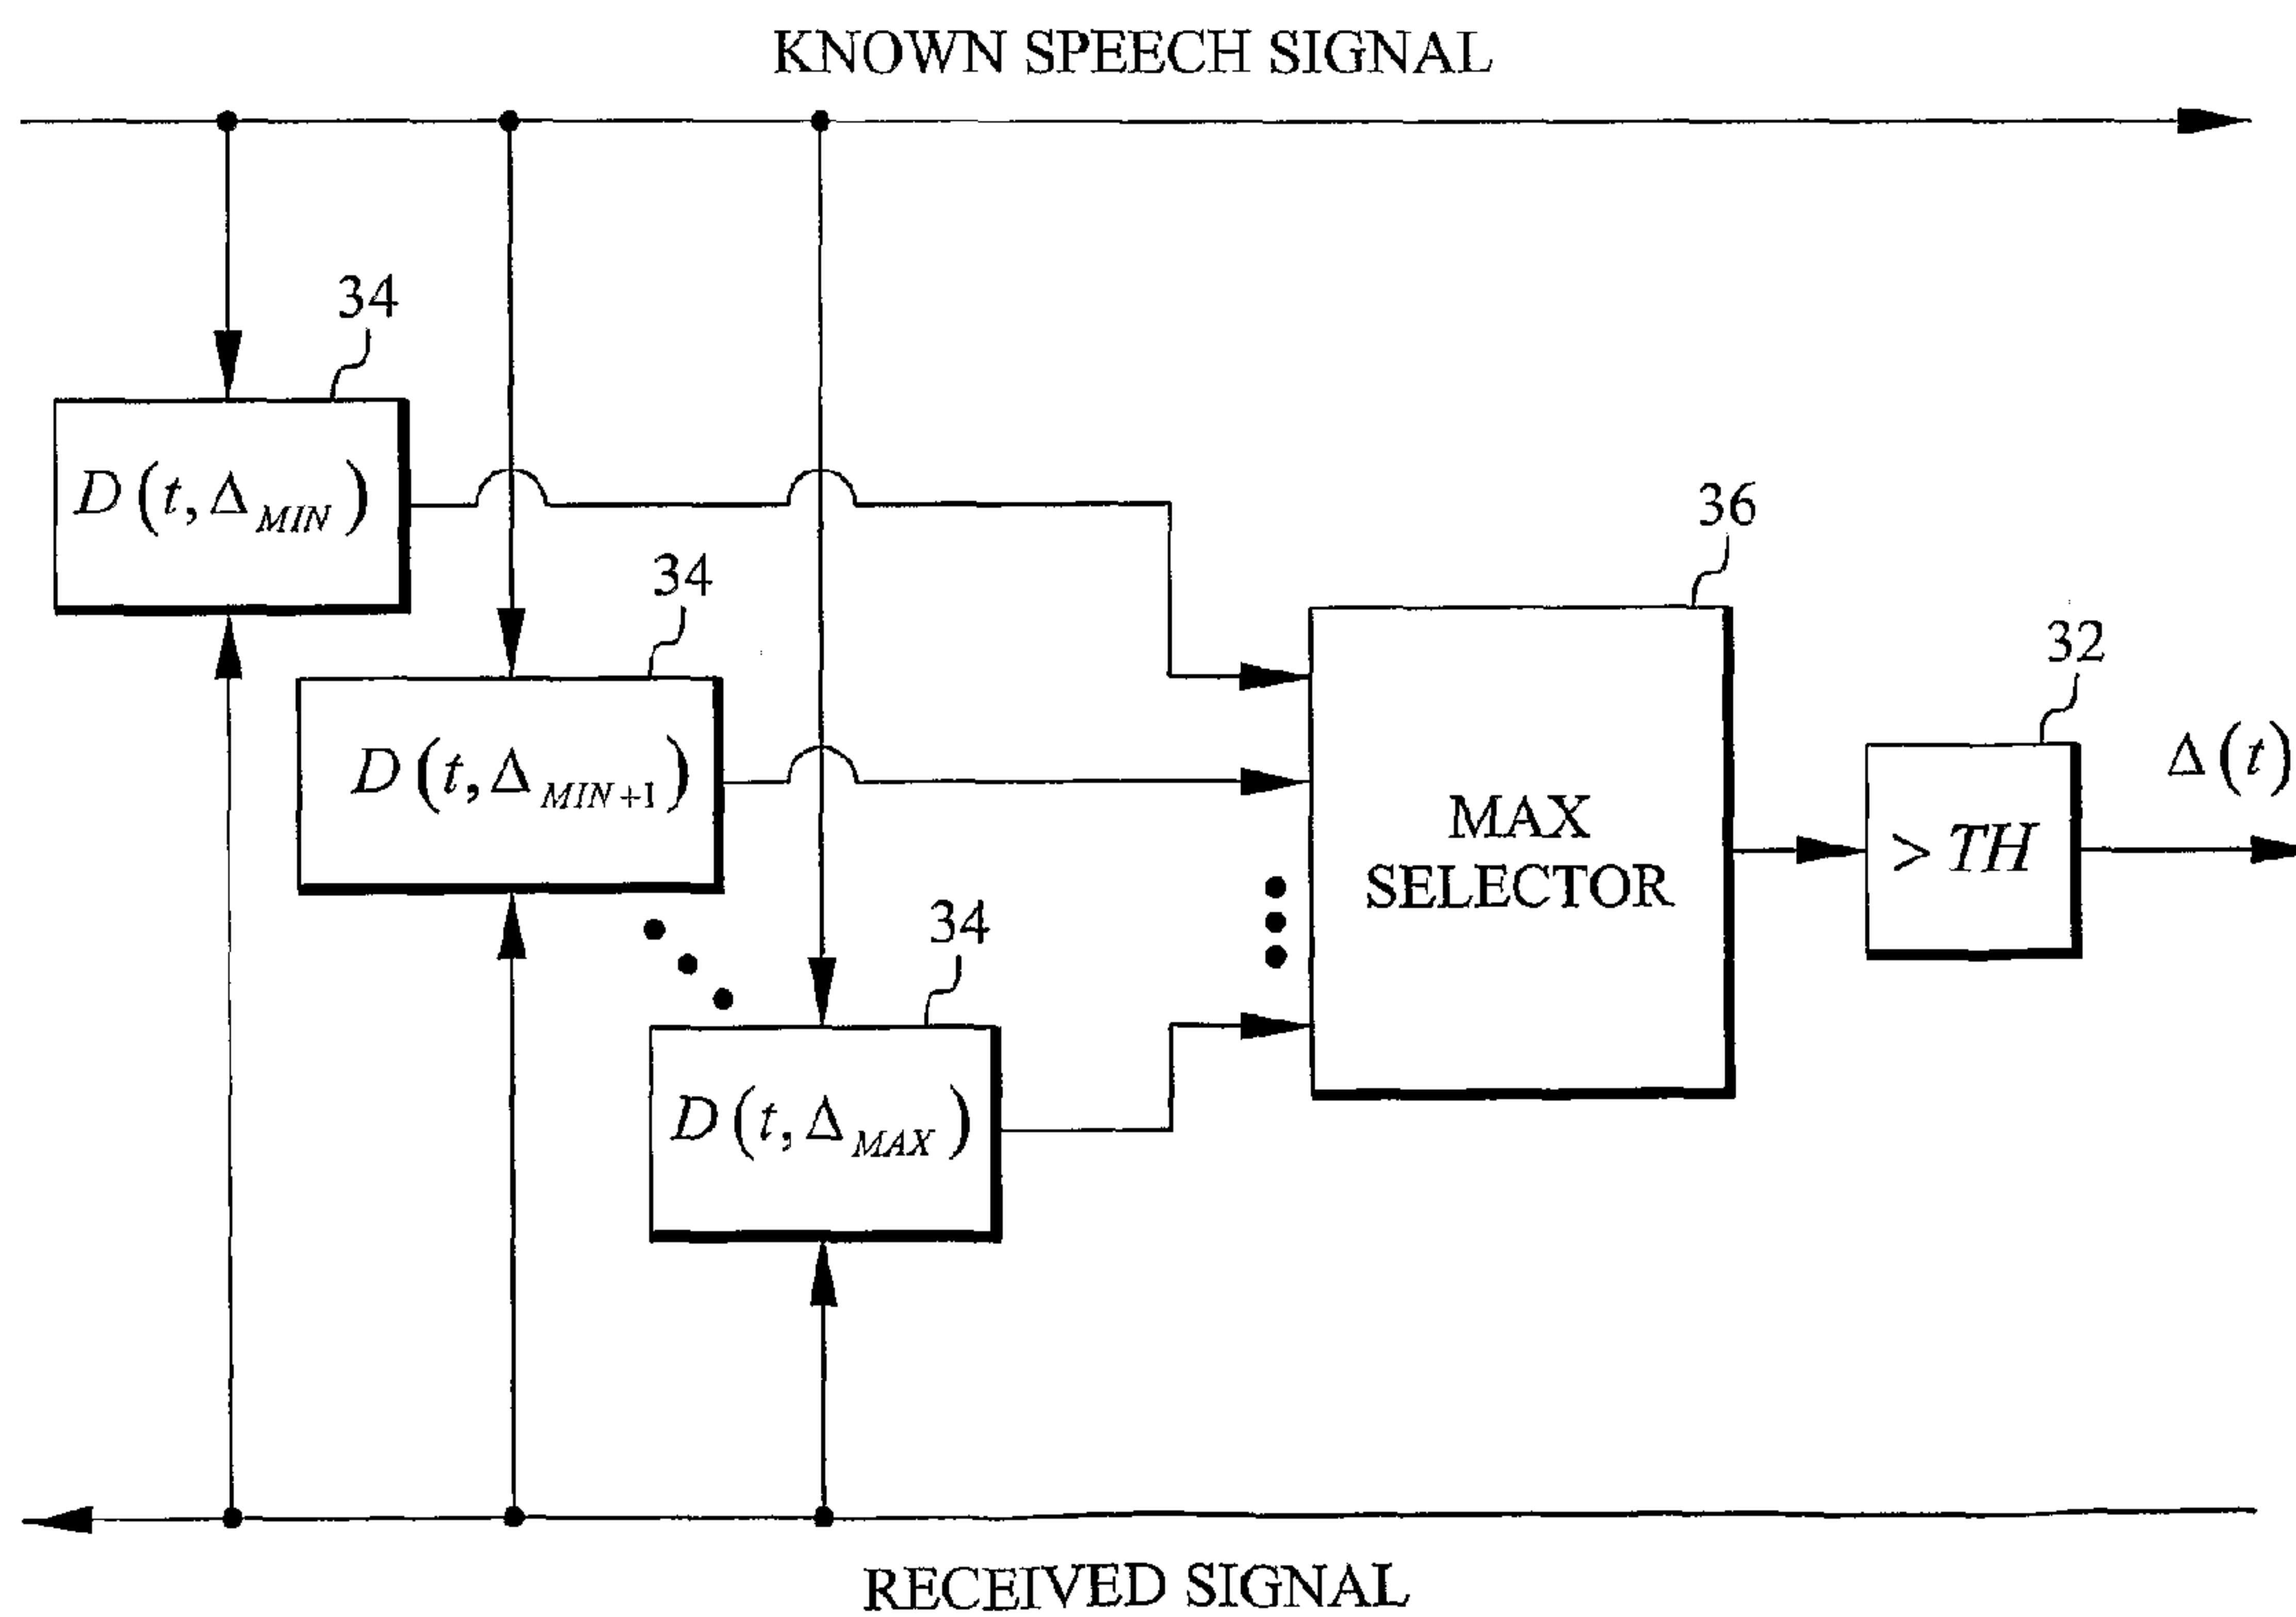 KNOWN SPEECH SIGNAL
34
D(t, Δ_MIN)
36
34
32
Δ(t)
D(t, Δ_MIN+1)
MAX
SELECTOR
> TH
34
D(t, Δ_MAX)
RECEIVED SIGNAL